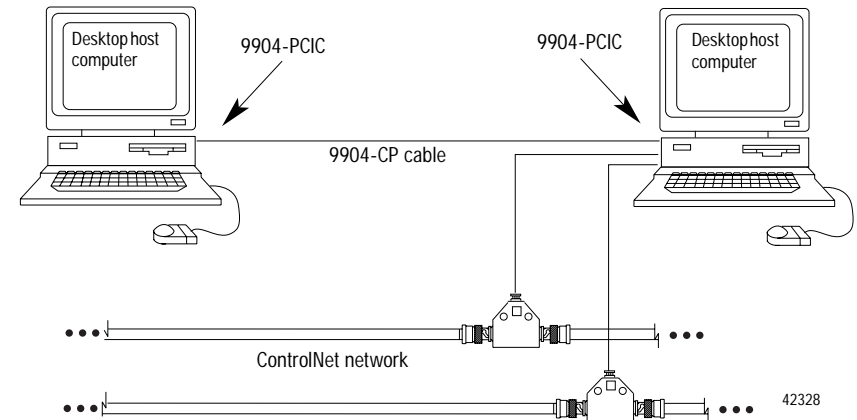 Desktop host
computer
9904-PCIC
9904-PCIC
Desktop host
computer
9904-CP cable
ControlNet network
42328